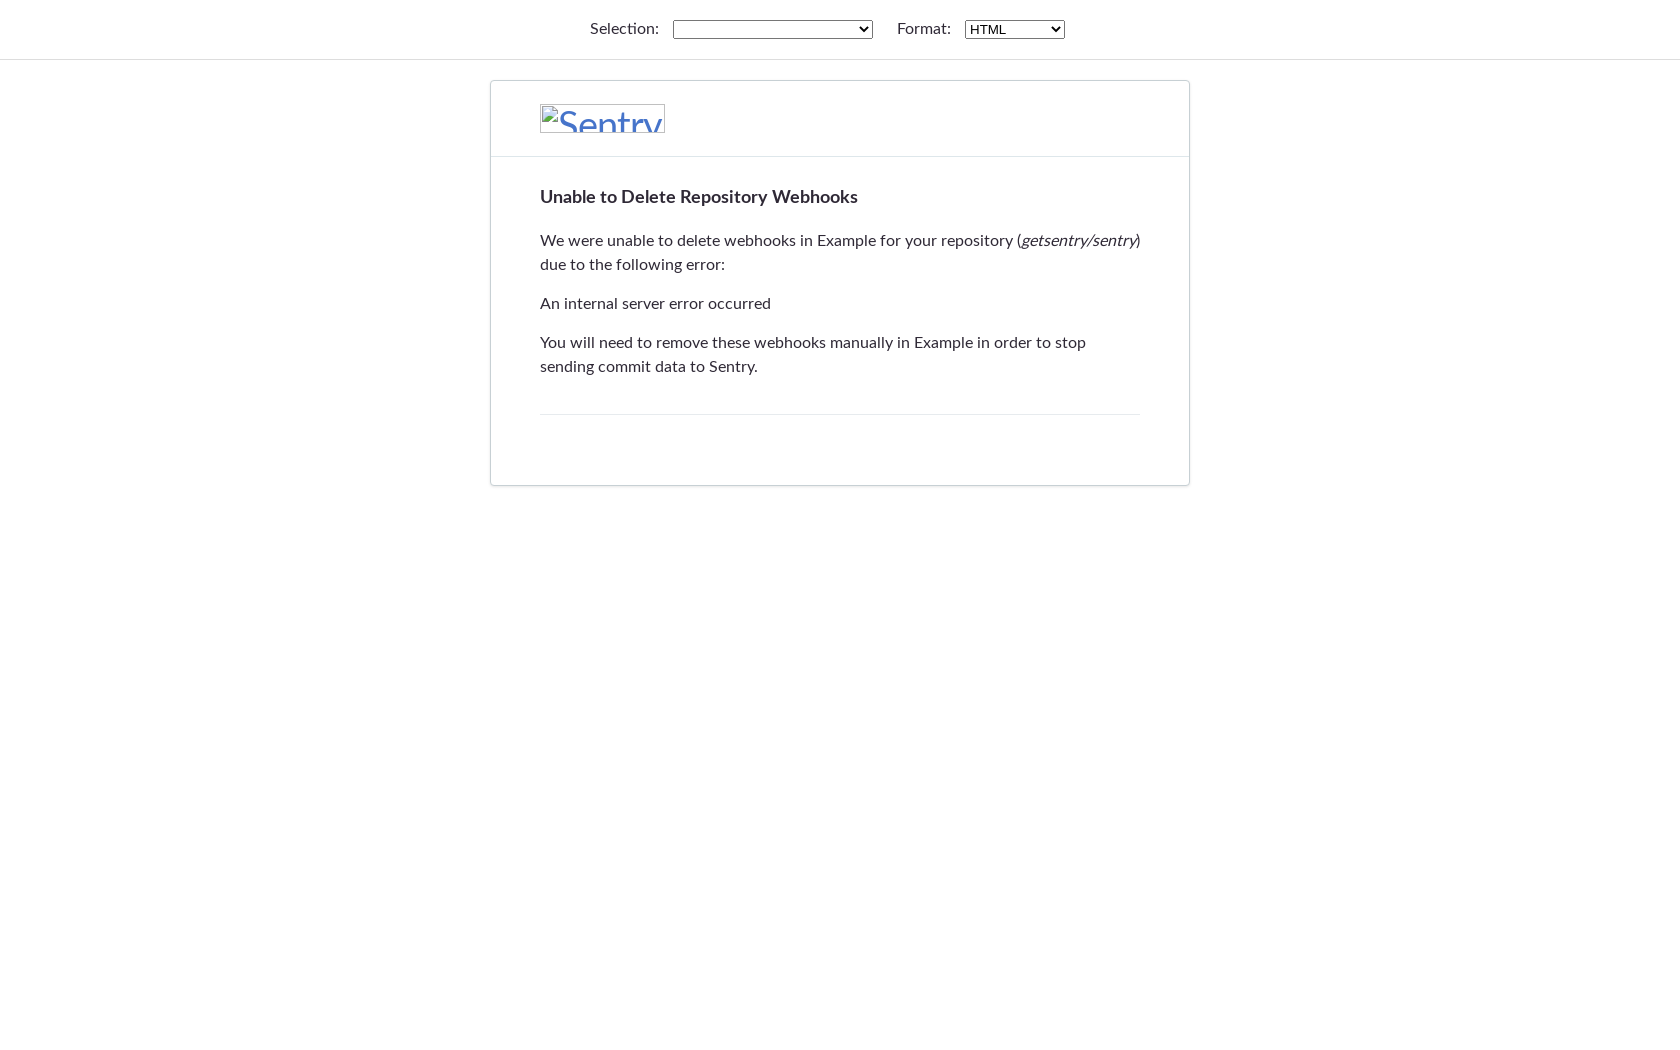 Selection:
Format: HTML
Sentry
Unable to Delete Repository Webhooks
We were unable to delete webhooks in Example for your repository (getsentry/sentry)
due to the following error:
An internal server error occurred
You will need to remove these webhooks manually in Example in order to stop
sending commit data to Sentry.